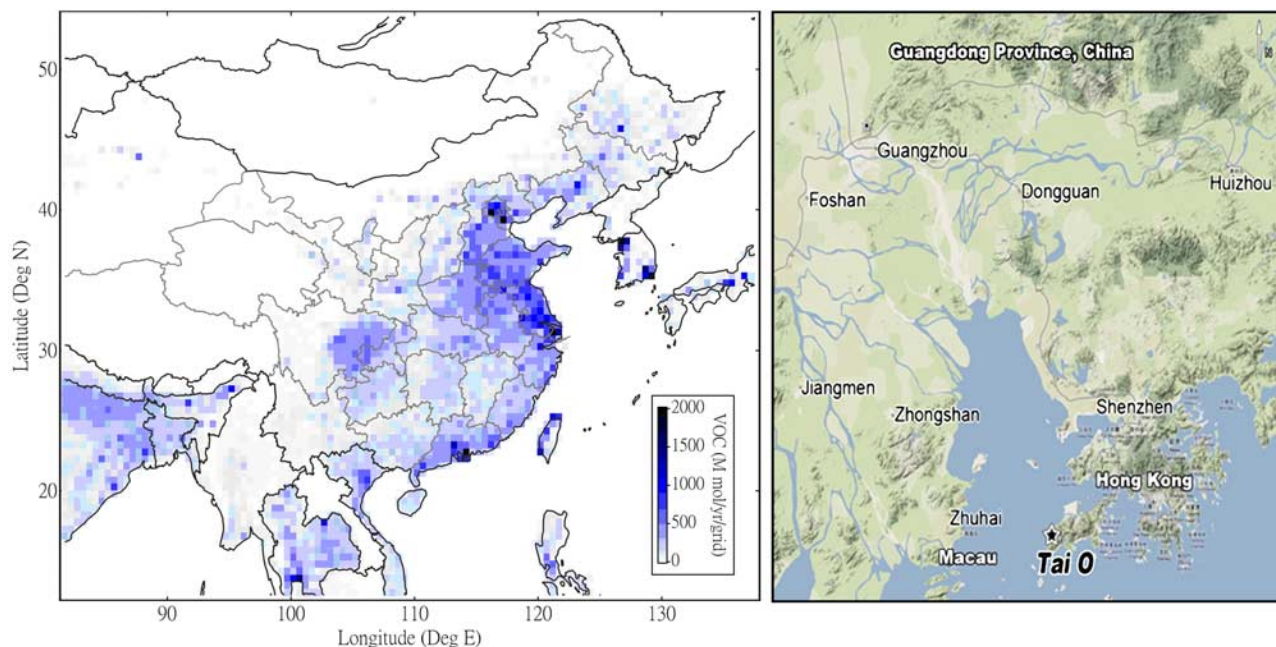 50
40
30
20
Latitude (Deg N)
90
100
110
120
130
Longitude (Deg E)
2000
1500
1000
500
0
VOC (M mol/yr/grid)
Guangdong Province, China
N
Guangzhou
Foshan
Dongguan
Huizhou
Jiangmen
Zhongshan
Shenzhen
Hong Kong
Zhuhai
Macau
Tai O